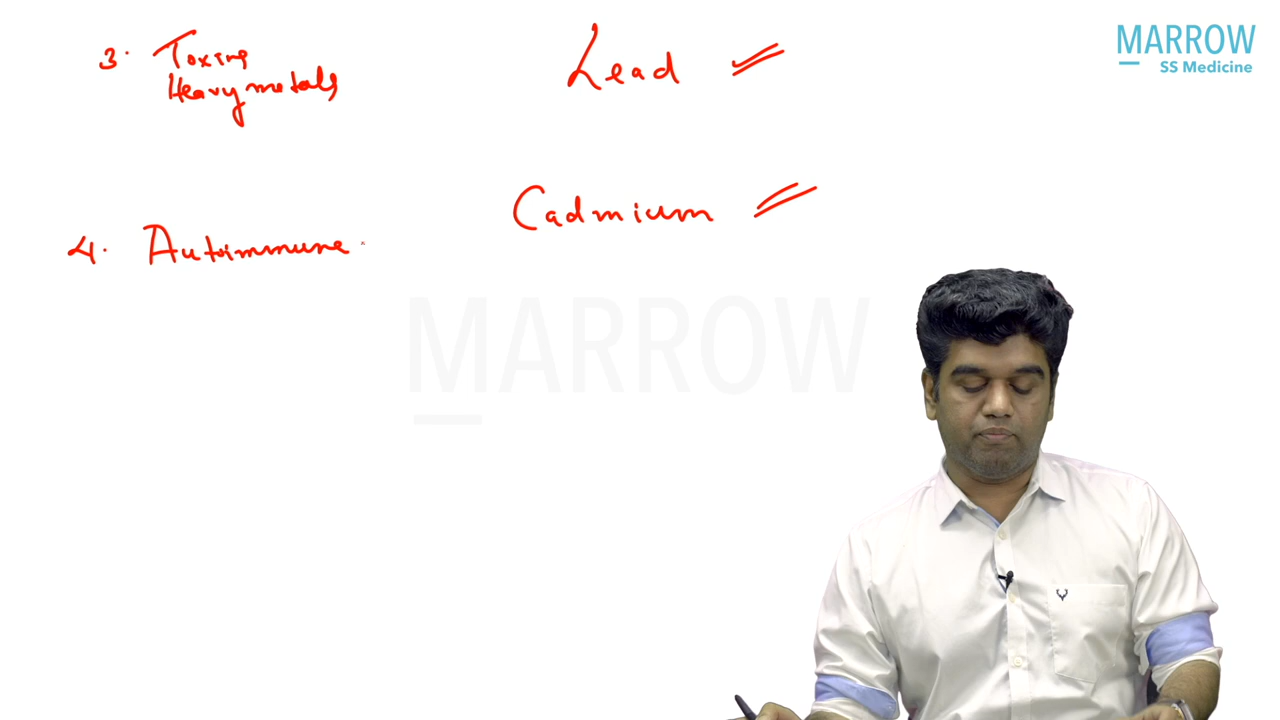 3. Toxins
Heavy metals
Lead
Cadmium
4. Autoimmune
MARROW
SS Medicine
MARROW